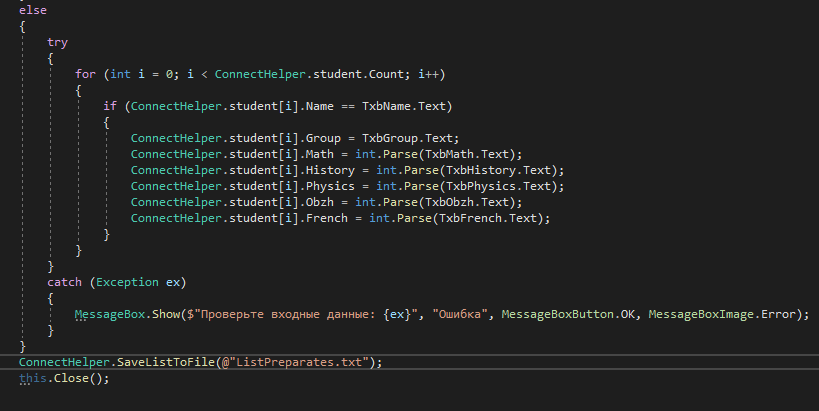 else
{
try
{
for (int i = 0; i < ConnectHelper.student.Count; i++)
{
if (ConnectHelper.student[i].Name == TxbName.Text)
{
ConnectHelper.student[i].Group = TxbGroup.Text;
ConnectHelper.student[i].Math = int.Parse(TxbMath.Text);
ConnectHelper.student[i].History = int.Parse(TxbHistory.Text);
ConnectHelper.student[i].Physics = int.Parse(TxbPhysics.Text);
ConnectHelper.student[i].Obzh = int.Parse(TxbObzh.Text);
ConnectHelper.student[i].French = int.Parse(TxbFrench.Text);
}
}
}
catch (Exception ex)
{
MessageBox.Show($"Проверьте входные данные: {ex}", "Ошибка", MessageBoxButton.OK, MessageBoxImage.Error);
}
}
ConnectHelper.SaveListToFile(@"ListPreparates.txt");
this.Close();